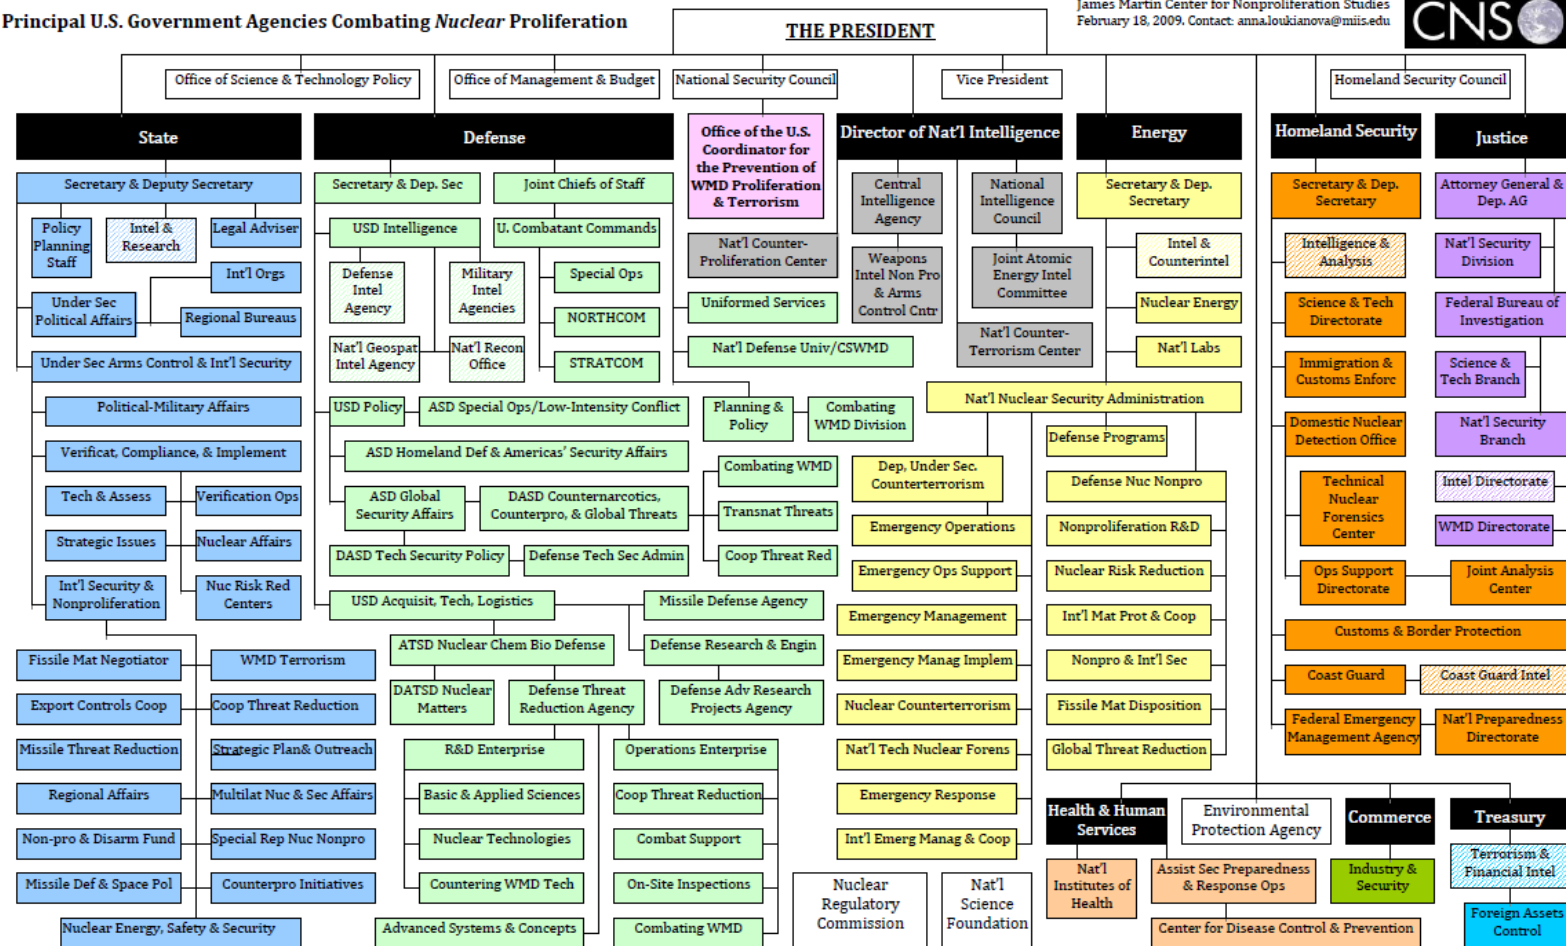 Principal U.S. Government Agencies Combating Nuclear Proliferation
James Martin Center for Nonproliferation Studies
February 18, 2009. Contact: anna.loukianova@miis.edu
CNS
THE PRESIDENT
Office of Science & Technology Policy
Office of Management & Budget
National Security Council
Vice President
Homeland Security Council
State
Secretary & Deputy Secretary
Policy
Planning
Staff
Intel &
Research
Legal Adviser
Int'l Orgs
Under Sec
Political Affairs
Regional Bureaus
Under Sec Arms Control & Int'l Security
Political-Military Affairs
Verificat, Compliance, & Implement
Tech & Assess
Verification Ops
Strategic Issues
Nuclear Affairs
Int'l Security &
Nonproliferation
Nuc Risk Red
Centers
Fissile Mat Negotiator
WMD Terrorism
Export Controls Coop
Coop Threat Reduction
Missile Threat Reduction
Strategic Plan& Outreach
Regional Affairs
Multilat Nuc & Sec Affairs
Non-pro & Disarm Fund
Special Rep Nuc Nonpro
Missile Def & Space Pol
Counterpro Initiatives
Nuclear Energy, Safety & Security
Defense
Secretary & Dep. Sec
Joint Chiefs of Staff
USD Intelligence
U. Combatant Commands
Defense
Intel
Agency
Military
Intel
Agencies
Special Ops
NORTHCOM
Nat'l Geospat
Intel Agency
Nat'l Recon
Office
STRATCOM
USD Policy
ASD Special Ops/Low-Intensity Conflict
ASD Homeland Def & Americas' Security Affairs
ASD Global
Security Affairs
DASD Counternarcotics,
Counterpro, & Global Threats
DASD Tech Security Policy
Defense Tech Sec Admin
USD Acquisit, Tech, Logistics
Missile Defense Agency
ATSD Nuclear Chem Bio Defense
Defense Research & Engin
DATSD Nuclear
Matters
Defense Threat
Reduction Agency
Defense Adv Research
Projects Agency
R&D Enterprise
Operations Enterprise
Basic & Applied Sciences
Coop Threat Reduction
Nuclear Technologies
Combat Support
Countering WMD Tech
On-Site Inspections
Advanced Systems & Concepts
Combating WMD
Office of the U.S.
Coordinator for
the Prevention of
WMD Proliferation
& Terrorism
Nat'l Counter-
Proliferation Center
Uniformed Services
Nat'l Defense Univ/CSWMD
Planning &
Policy
Combating
WMD Division
Combating WMD
Transnat Threats
Coop Threat Red
Director of Nat'l Intelligence
Central
Intelligence
Agency
National
Intelligence
Council
Weapons
Intel Non Pro
& Arms
Control Cntr
Joint Atomic
Energy Intel
Committee
Nat'l Counter-
Terrorism Center
Energy
Secretary & Dep.
Secretary
Intel &
Counterintel
Nuclear Energy
Nat'l Labs
Nat'l Nuclear Security Administration
Defense Programs
Dep, Under Sec.
Counterterrorism
Defense Nuc Nonpro
Emergency Operations
Nonproliferation R&D
Emergency Ops Support
Nuclear Risk Reduction
Emergency Management
Int'l Mat Prot & Coop
Emergency Manag Implem
Nonpro & Int'l Sec
Nuclear Counterterrorism
Fissile Mat Disposition
Nat'l Tech Nuclear Forens
Global Threat Reduction
Emergency Response
Int'l Emerg Manag & Coop
Nuclear
Regulatory
Commission
Nat'l
Science
Foundation
Homeland Security
Secretary & Dep.
Secretary
Intelligence &
Analysis
Science & Tech
Directorate
Immigration &
Customs Enforc
Domestic Nuclear
Detection Office
Technical
Nuclear
Forensics
Center
Ops Support
Directorate
Joint Analysis
Center
Customs & Border Protection
Coast Guard
Coast Guard Intel
Federal Emergency
Management Agency
Nat'l Preparedness
Directorate
Justice
Attorney General &
Dep. AG
Nat'l Security
Division
Federal Bureau of
Investigation
Science &
Tech Branch
Nat'l Security
Branch
Intel Directorate
WMD Directorate
Health & Human
Services
Environmental
Protection Agency
Commerce
Treasury
Nat'l
Institutes of
Health
Assist Sec Preparedness
& Response Ops
Industry &
Security
Terrorism &
Financial Intel
Center for Disease Control & Prevention
Foreign Assets
Control